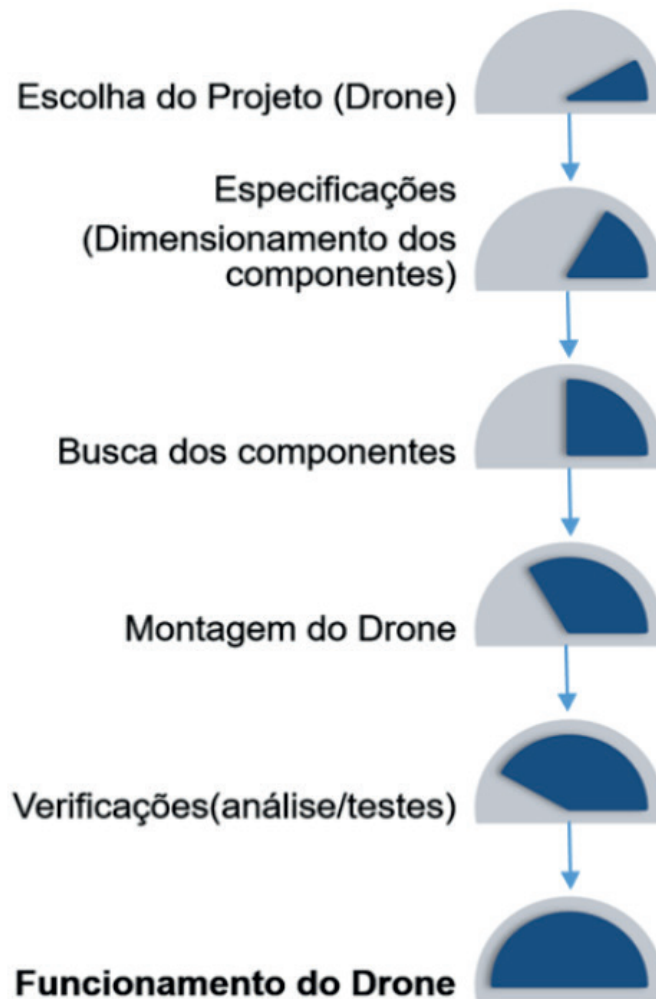 Escolha do Projeto (Drone)
Especificações
(Dimensionamento dos
componentes)
Busca dos componentes
Montagem do Drone
Verificações(análise/testes)
Funcionamento do Drone